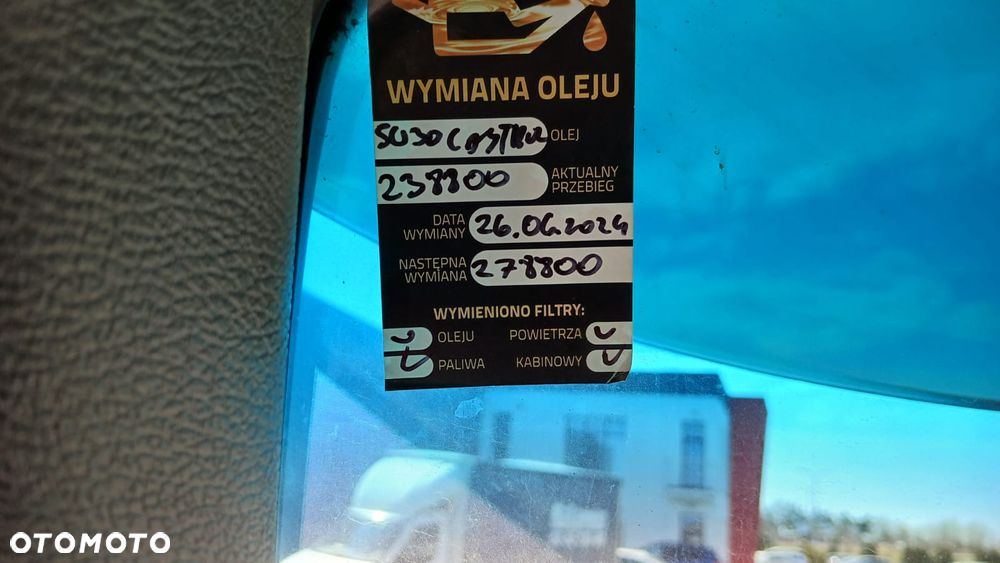 WYMIANA OLEJU
5W30 CASTROL OLEJ
238800 AKTUALNY PRZEBIEG
DATA WYMIANY 26.06.2024
NASTĘPNA WYMIANA 278800
WYMIENIONO FILTRY:
OLEJU POWIETRZA
PALIWA KABINOWY
OTOMOTO